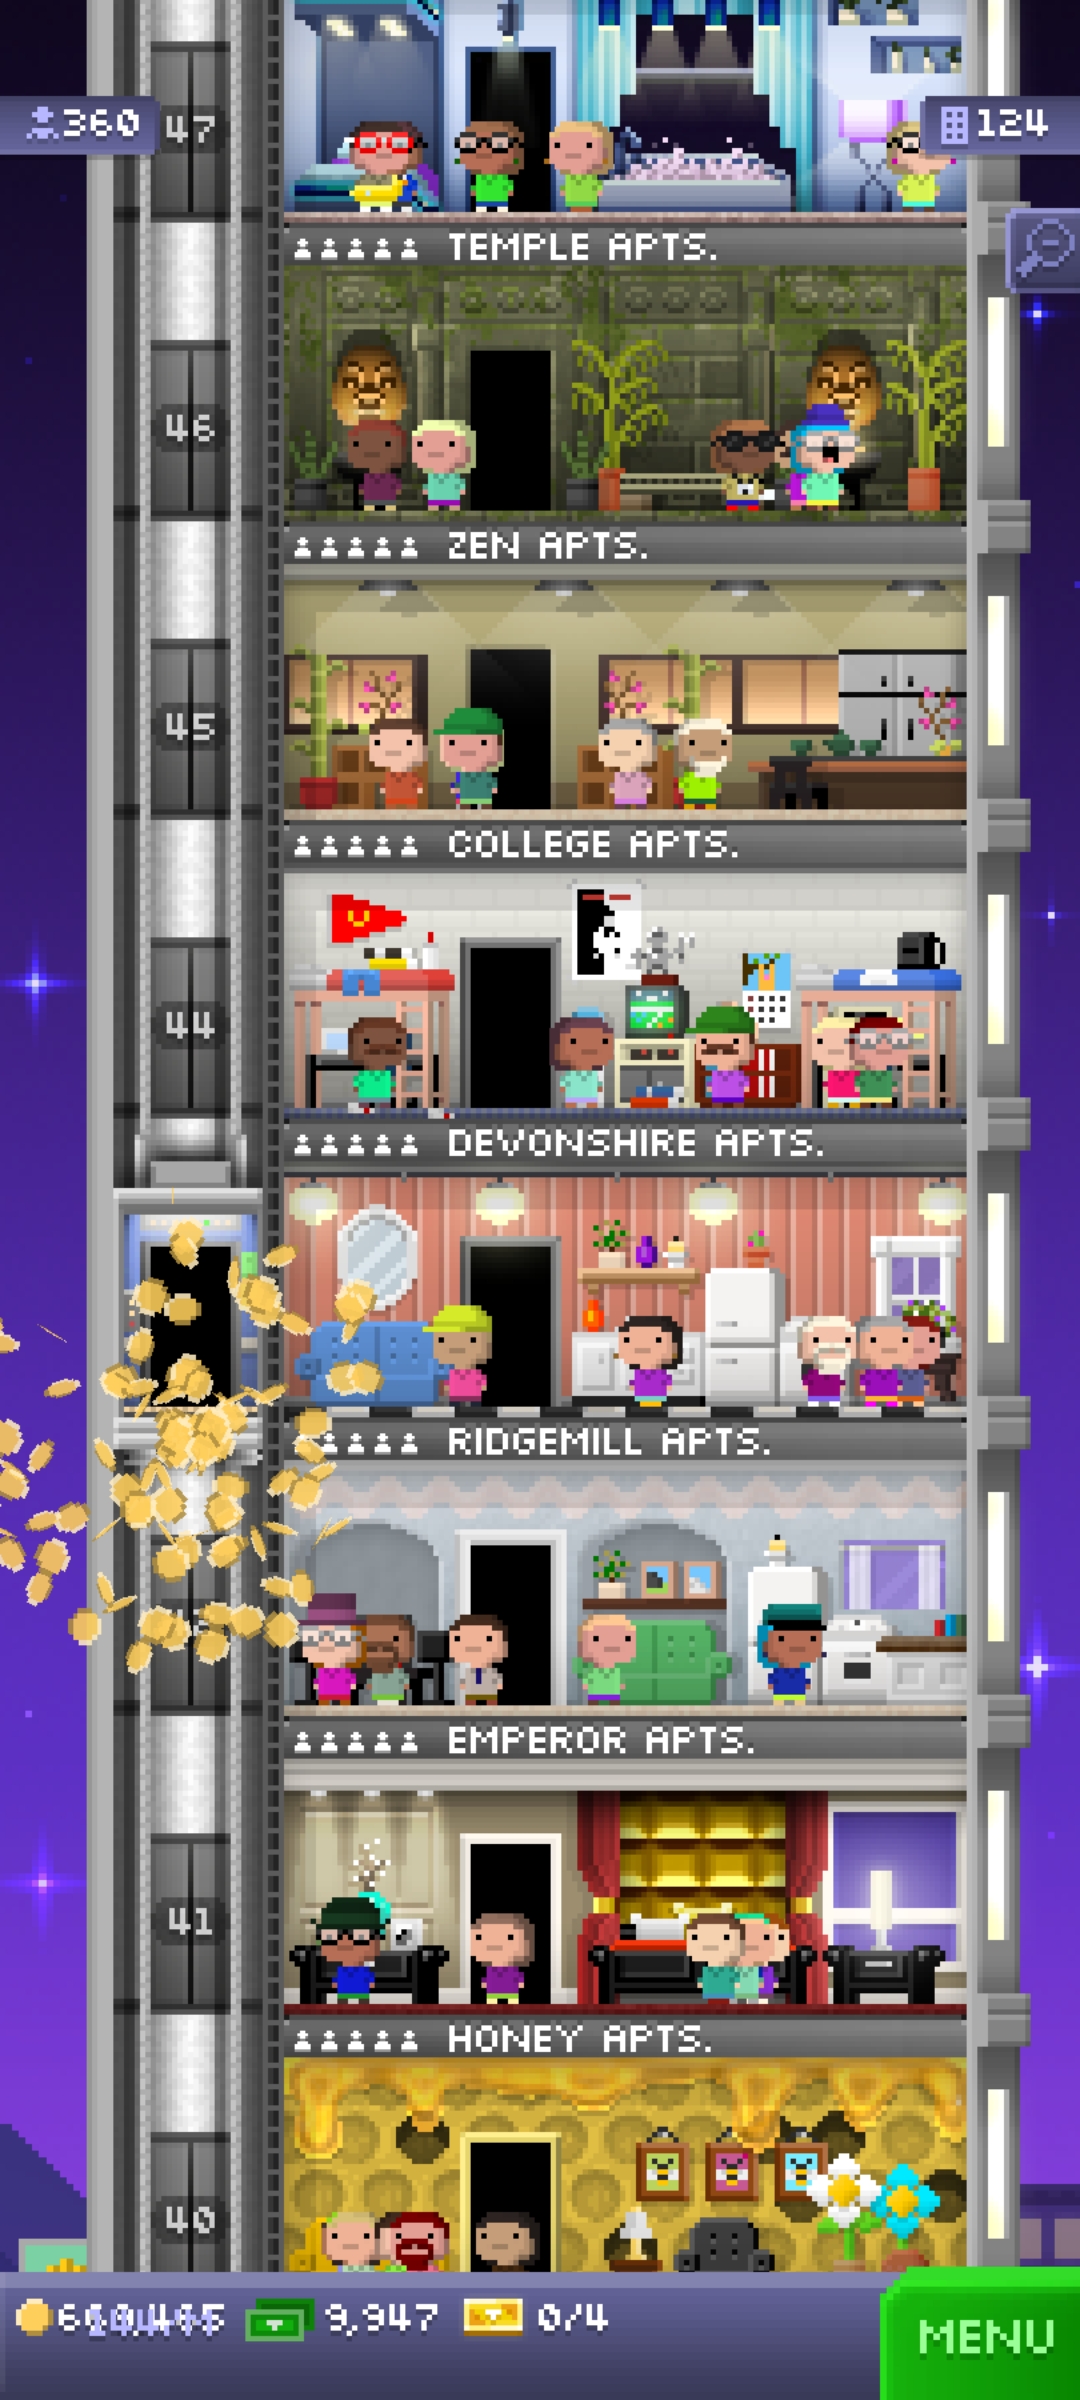 360
47
124
TEMPLE APTS.
46
ZEN APTS.
45
COLLEGE APTS.
44
DEVONSHIRE APTS.
RIDGEMILL APTS.
EMPEROR APTS.
41
HONEY APTS.
40
9,947
0/4
MENU